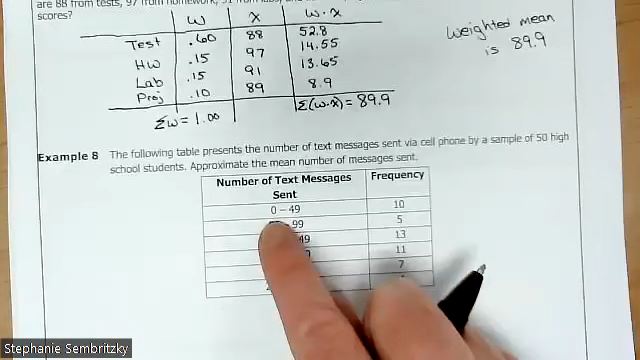 are 88 from tests, 97 from homework, 91 from labs, and
scores?
w x w · x
Test .60 88 52.8
HW .15 97 14.55
Lab .15 91 13.65
Proj .10 89 8.9
Σw = 1.00 Σ(w·x) = 89.9
weighted mean
is 89.9
Example 8 The following table presents the number of text messages sent via cell phone by a sample of 50 high
school students. Approximate the mean number of messages sent.
Number of Text Messages
Sent Frequency
0 – 49 10
– 99 5
49 13
11
7
Stephanie Sembritzky